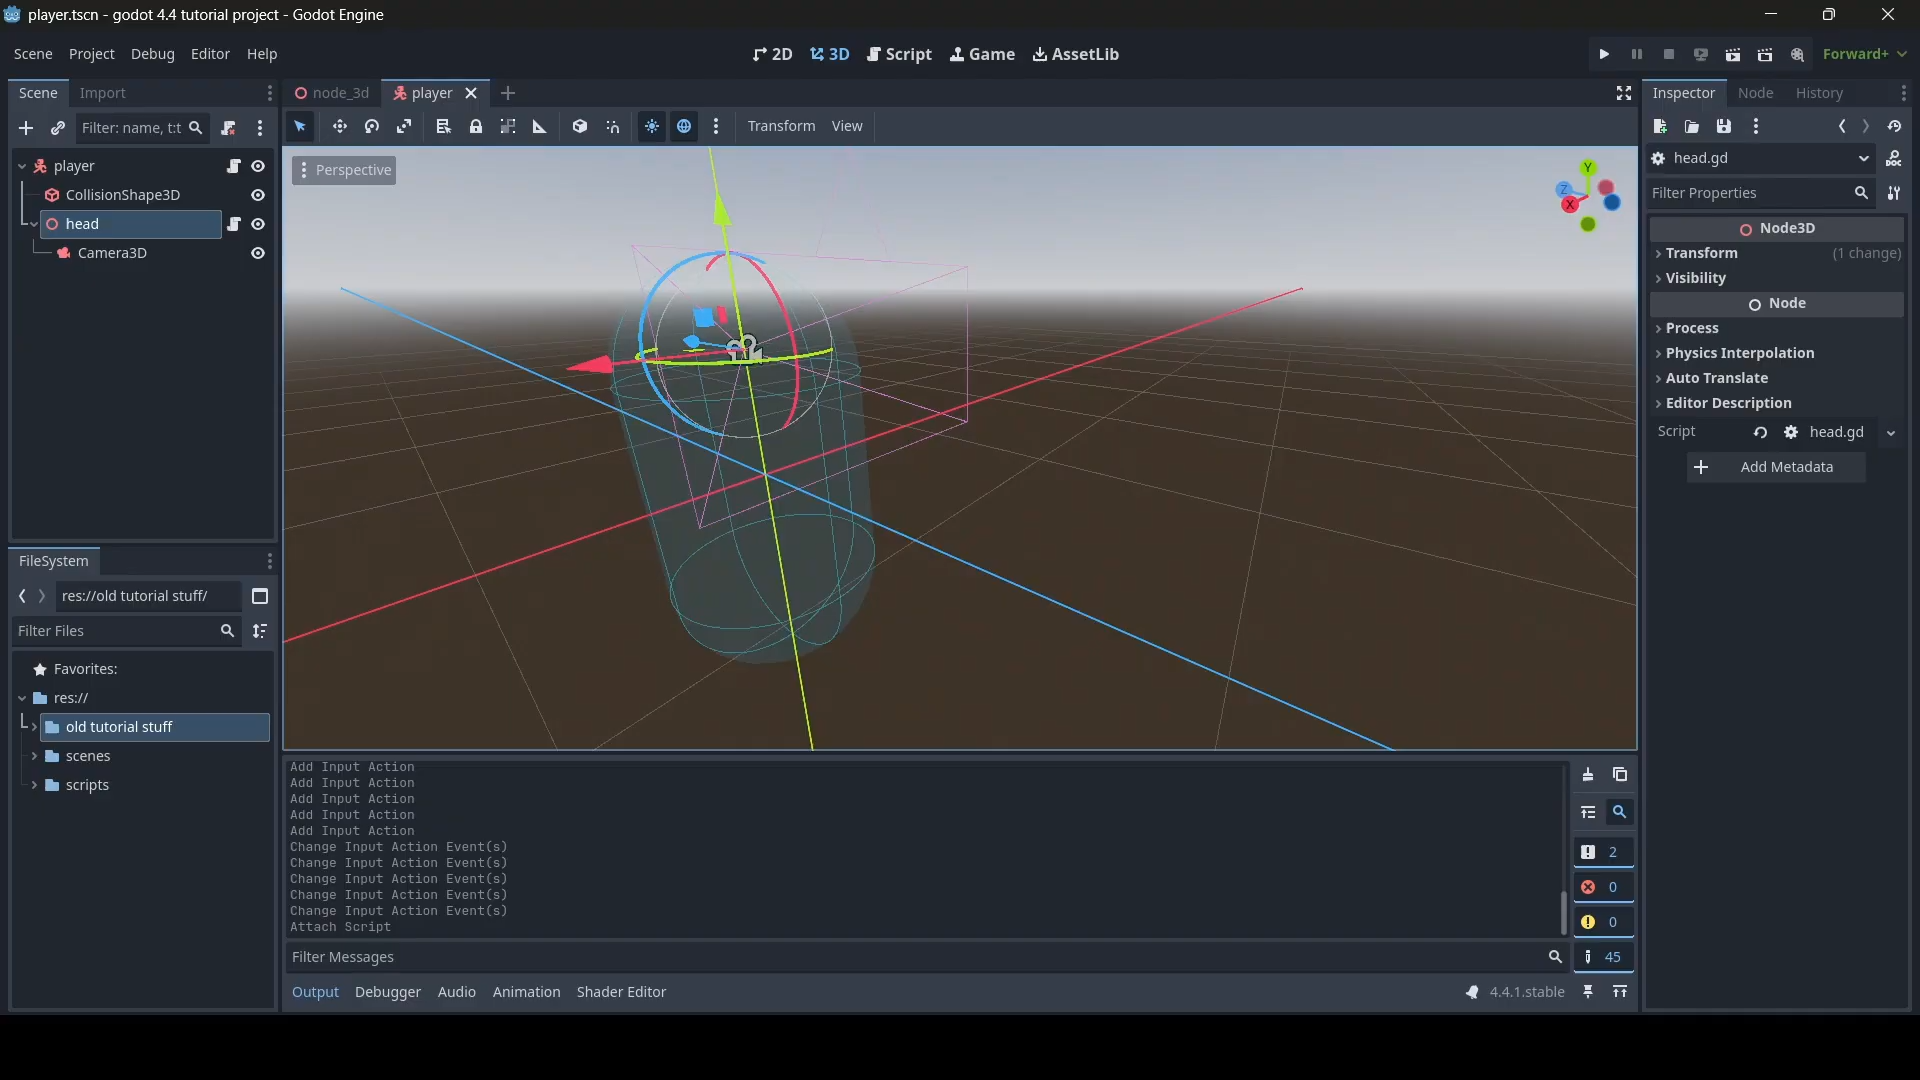 player.tscn - godot 4.4 tutorial project - Godot Engine
Scene Project Debug Editor Help
2D 3D Script Game AssetLib
Forward+
Scene Import
Filter: name, t:t
player
CollisionShape3D
head
Camera3D
FileSystem
res://old tutorial stuff/
Filter Files
Favorites:
res://
old tutorial stuff
scenes
scripts
node_3d player
Transform View
Perspective
Y
Z
X
Add Input Action
Add Input Action
Add Input Action
Add Input Action
Add Input Action
Change Input Action Event(s)
Change Input Action Event(s)
Change Input Action Event(s)
Change Input Action Event(s)
Change Input Action Event(s)
Attach Script
2
0
0
45
Filter Messages
Output Debugger Audio Animation Shader Editor
4.4.1.stable
Inspector Node History
head.gd
Filter Properties
Node3D
Transform (1 change)
Visibility
Node
Process
Physics Interpolation
Auto Translate
Editor Description
Script head.gd
Add Metadata